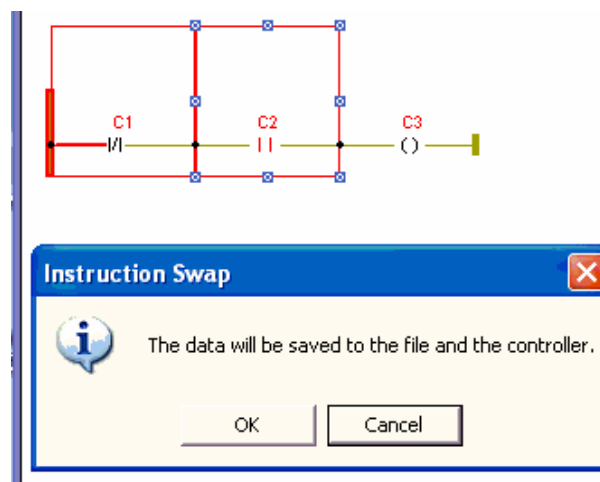 C1 C2 C3
Instruction Swap
The data will be saved to the file and the controller.
OK Cancel